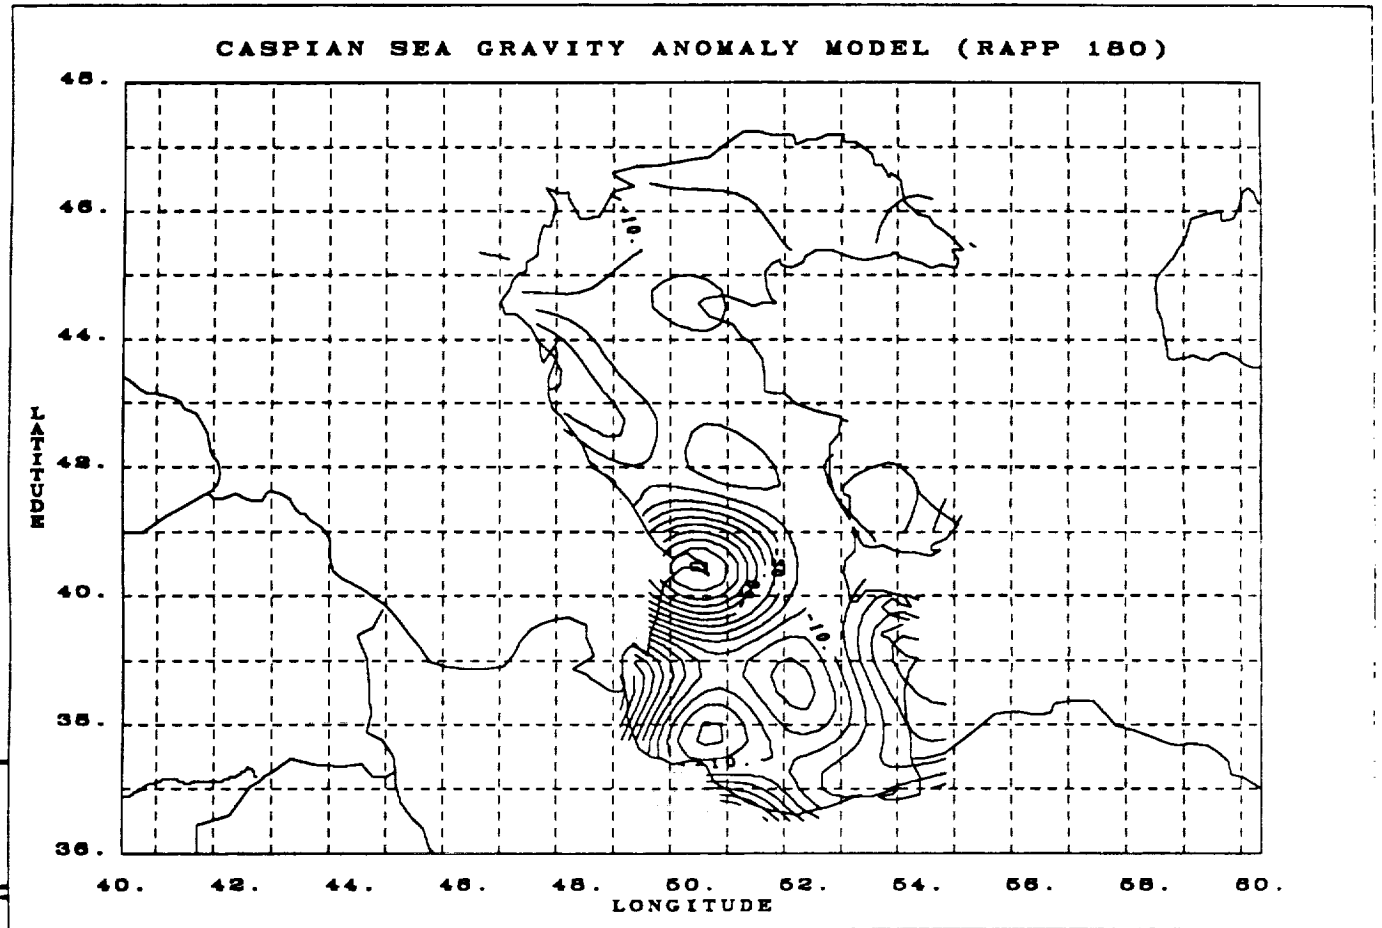 CASPIAN SEA GRAVITY ANOMALY MODEL (RAPP 180)
48.
46.
44.
42.
40.
38.
36.
LATITUDE
-10.
-10
40. 42. 44. 46. 48. 50. 52. 54. 56. 58. 60.
LONGITUDE